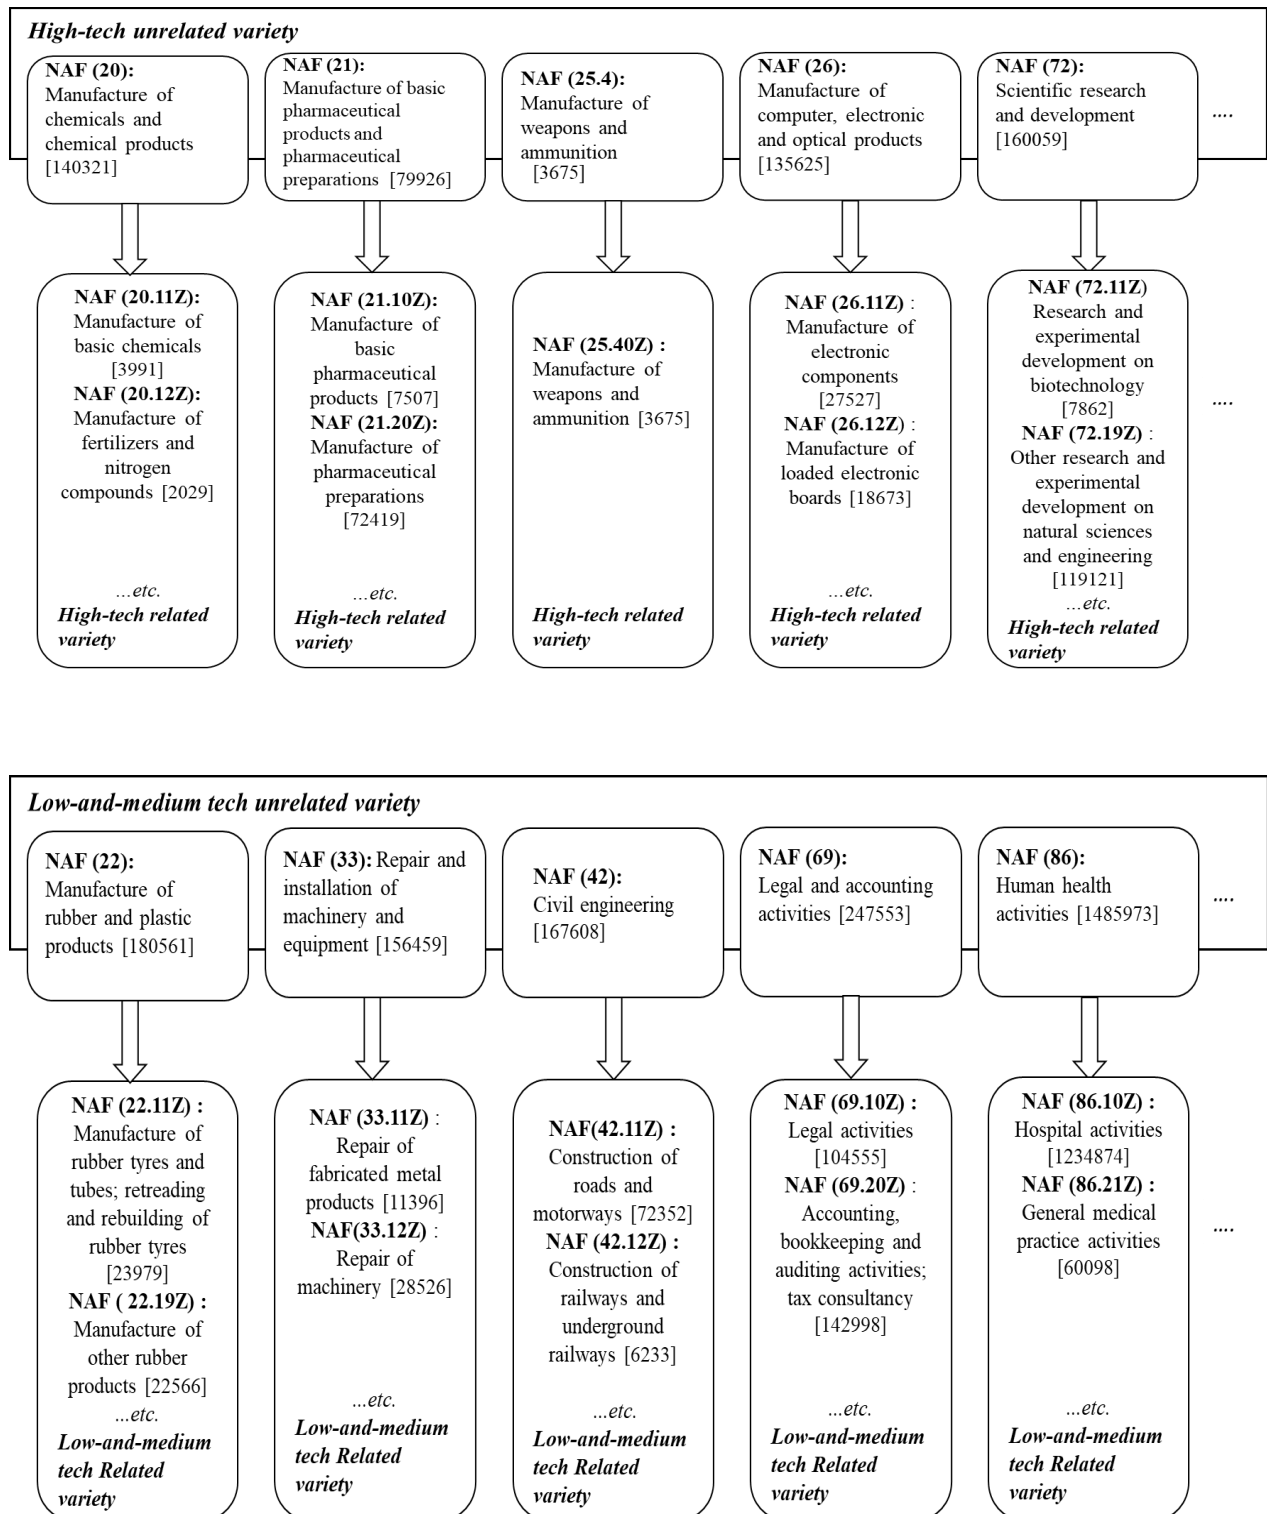 High-tech unrelated variety
NAF (20):
Manufacture of
chemicals and
chemical products
[140321]
NAF (21):
Manufacture of basic
pharmaceutical
products and
pharmaceutical
preparations [79926]
NAF (25.4):
Manufacture of
weapons and
ammunition
[3675]
NAF (26):
Manufacture of
computer, electronic
and optical products
[135625]
NAF (72):
Scientific research
and development
[160059]
....
NAF (20.11Z):
Manufacture of
basic chemicals
[3991]
NAF (20.12Z):
Manufacture of
fertilizers and
nitrogen
compounds [2029]
...etc.
High-tech related
variety
NAF (21.10Z):
Manufacture of
basic
pharmaceutical
products [7507]
NAF (21.20Z):
Manufacture of
pharmaceutical
preparations
[72419]
...etc.
High-tech related
variety
NAF (25.40Z) :
Manufacture of
weapons and
ammunition [3675]
High-tech related
variety
NAF (26.11Z) :
Manufacture of
electronic
components
[27527]
NAF (26.12Z) :
Manufacture of
loaded electronic
boards [18673]
...etc.
High-tech related
variety
NAF (72.11Z)
Research and
experimental
development on
biotechnology
[7862]
NAF (72.19Z) :
Other research and
experimental
development on
natural sciences
and engineering
[119121]
...etc.
High-tech related
variety
....
Low-and-medium tech unrelated variety
NAF (22):
Manufacture of
rubber and plastic
products [180561]
NAF (33): Repair and
installation of
machinery and
equipment [156459]
NAF (42):
Civil engineering
[167608]
NAF (69):
Legal and accounting
activities [247553]
NAF (86):
Human health
activities [1485973]
....
NAF (22.11Z) :
Manufacture of
rubber tyres and
tubes; retreading
and rebuilding of
rubber tyres
[23979]
NAF ( 22.19Z) :
Manufacture of
other rubber
products [22566]
...etc.
Low-and-medium
tech Related
variety
NAF (33.11Z) :
Repair of
fabricated metal
products [11396]
NAF(33.12Z) :
Repair of
machinery [28526]
...etc.
Low-and-medium
tech Related
variety
NAF(42.11Z) :
Construction of
roads and
motorways [72352]
NAF (42.12Z) :
Construction of
railways and
underground
railways [6233]
...etc.
Low-and-medium
tech Related
variety
NAF (69.10Z) :
Legal activities
[104555]
NAF (69.20Z) :
Accounting,
bookkeeping and
auditing activities;
tax consultancy
[142998]
...etc.
Low-and-medium
tech Related
variety
NAF (86.10Z) :
Hospital activities
[1234874]
NAF (86.21Z) :
General medical
practice activities
[60098]
...etc.
Low-and-medium
tech Related
variety
....